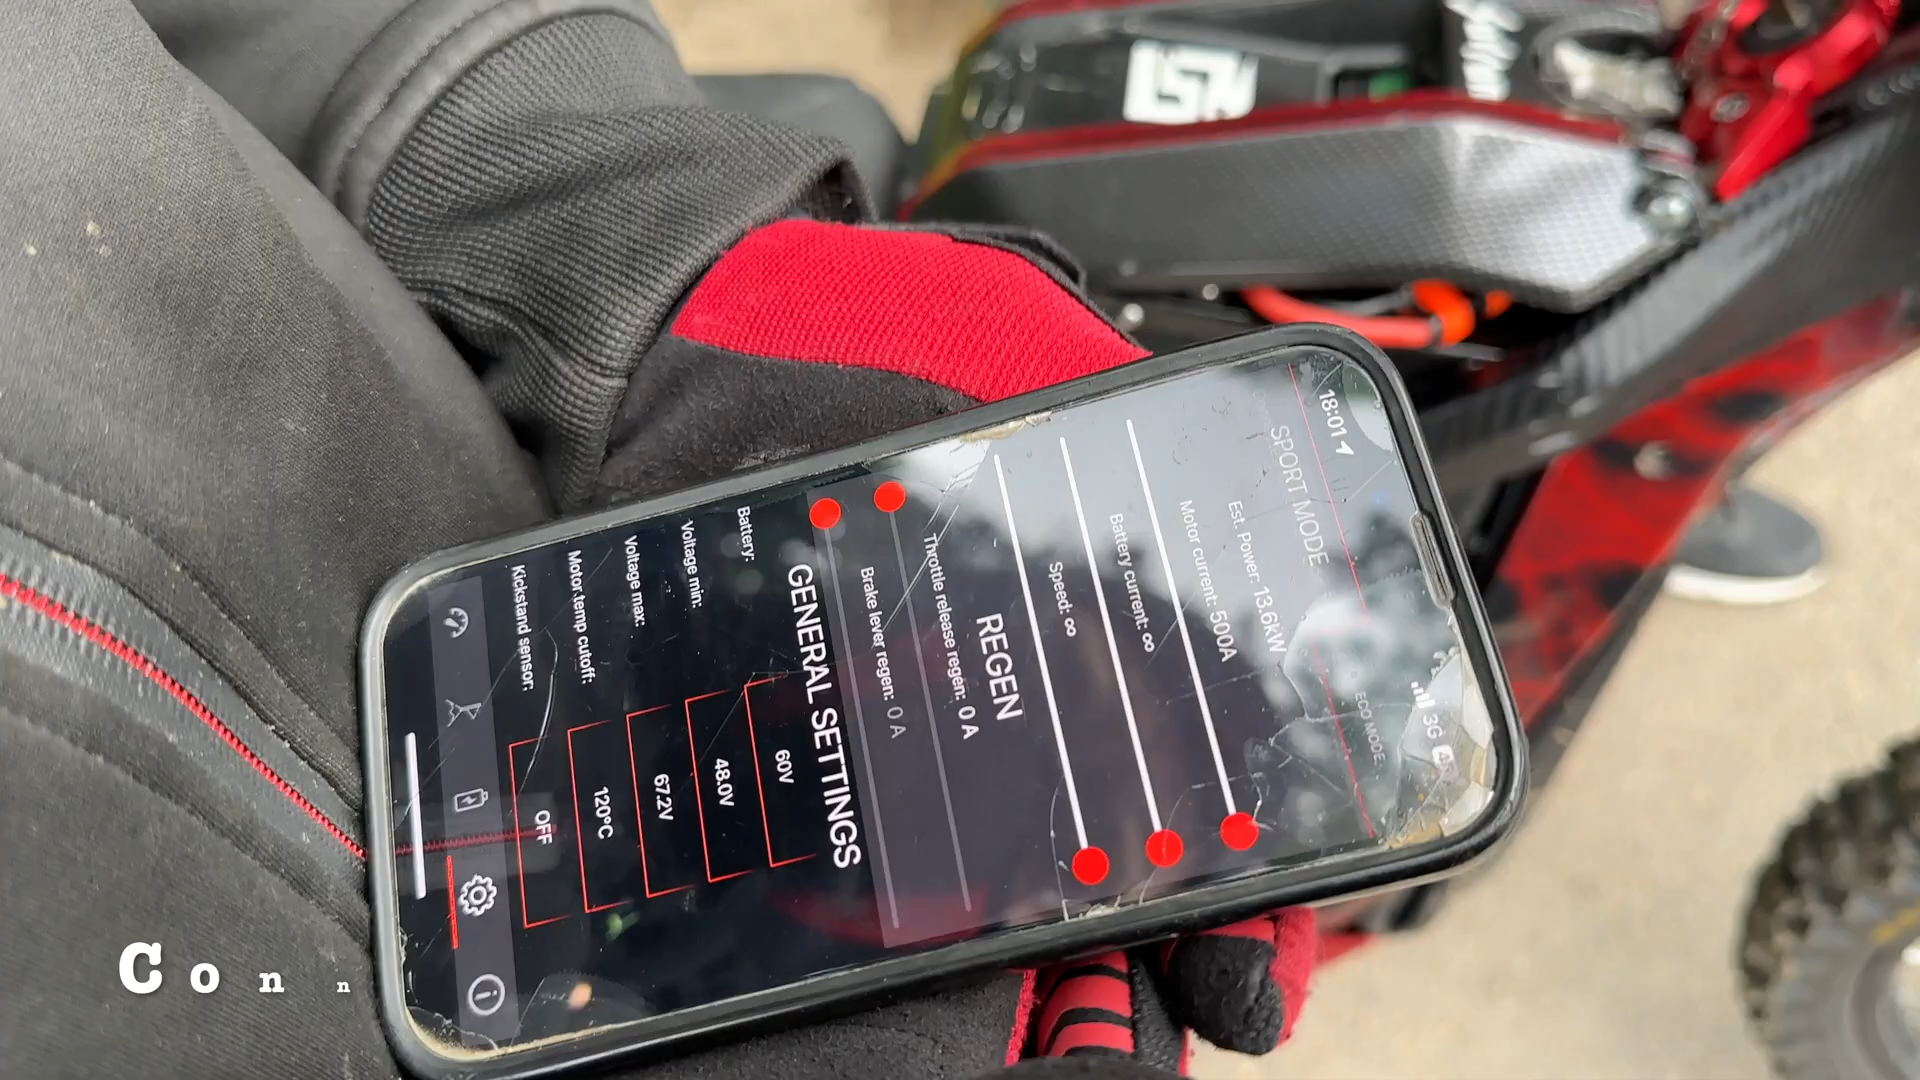 18:01
3G
SPORT MODE
ECO MODE
Est. Power: 13.6kW
Motor current: 500A
Battery current: ∞
Speed: ∞
REGEN
Throttle release regen: 0 A
Brake lever regen: 0 A
GENERAL SETTINGS
Battery: 60V
Voltage min: 48.0V
Voltage max: 67.2V
Motor temp cutoff: 120°C
Kickstand sensor: OFF
Conn